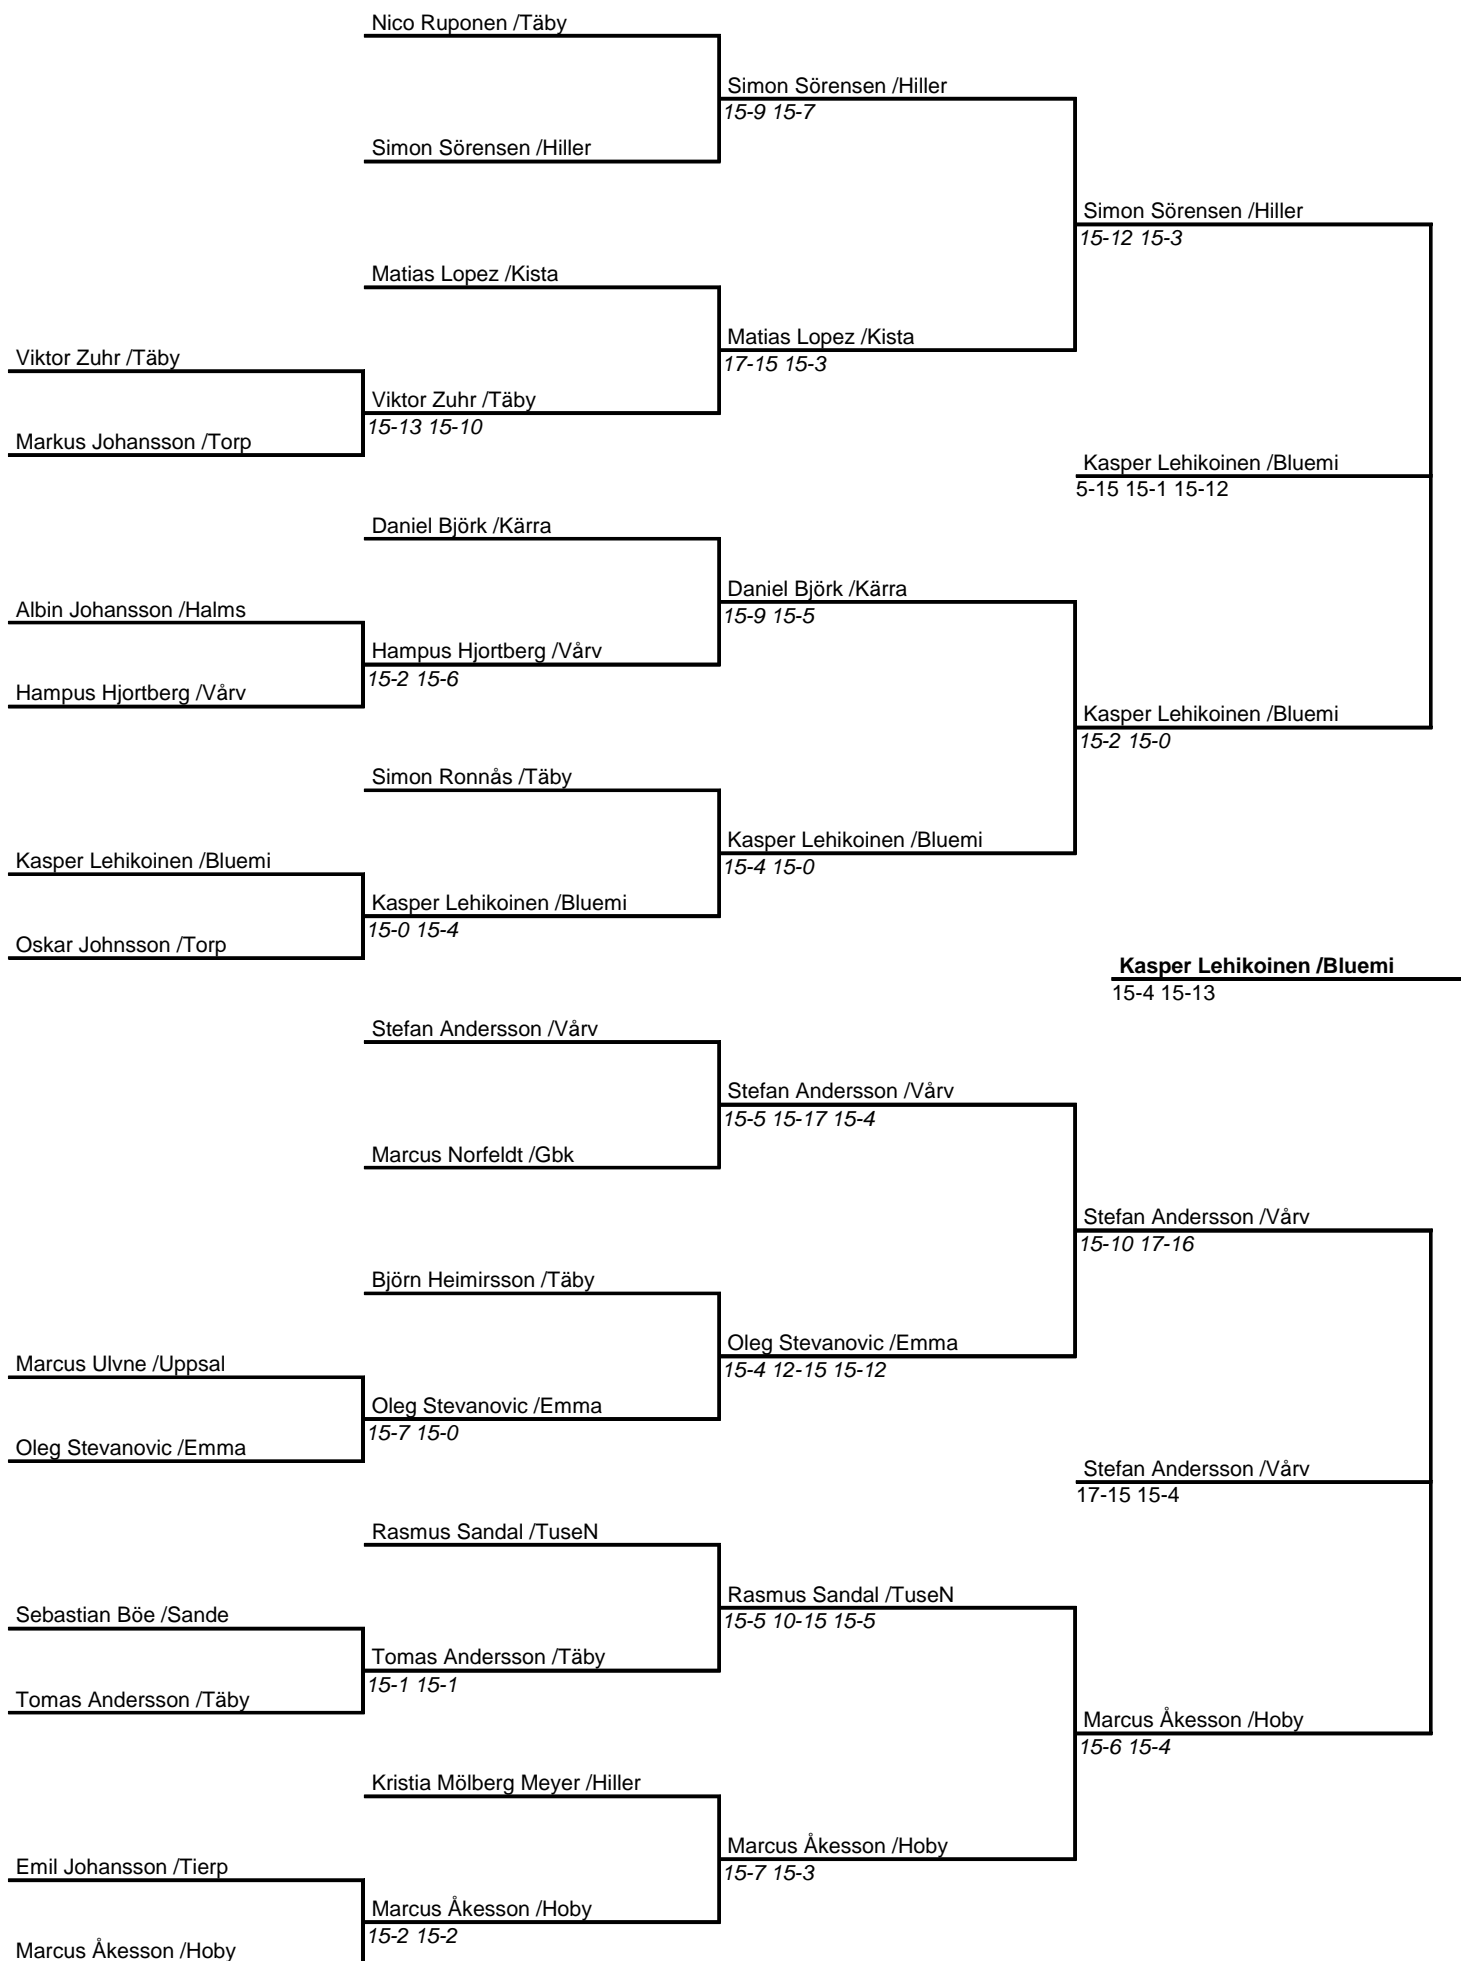 Nico Ruponen /Täby
Simon Sörensen /Hiller
15-9 15-7
Simon Sörensen /Hiller
Simon Sörensen /Hiller
15-12 15-3
Matias Lopez /Kista
Matias Lopez /Kista
17-15 15-3
Viktor Zuhr /Täby
Viktor Zuhr /Täby
15-13 15-10
Markus Johansson /Torp
Kasper Lehikoinen /Bluemi
5-15 15-1 15-12
Daniel Björk /Kärra
Daniel Björk /Kärra
15-9 15-5
Albin Johansson /Halms
Hampus Hjortberg /Vårv
15-2 15-6
Hampus Hjortberg /Vårv
Kasper Lehikoinen /Bluemi
15-2 15-0
Simon Ronnås /Täby
Kasper Lehikoinen /Bluemi
15-4 15-0
Kasper Lehikoinen /Bluemi
Kasper Lehikoinen /Bluemi
15-0 15-4
Oskar Johnsson /Torp
Kasper Lehikoinen /Bluemi
15-4 15-13
Stefan Andersson /Vårv
Stefan Andersson /Vårv
15-5 15-17 15-4
Marcus Norfeldt /Gbk
Stefan Andersson /Vårv
15-10 17-16
Björn Heimirsson /Täby
Oleg Stevanovic /Emma
15-4 12-15 15-12
Marcus Ulvne /Uppsal
Oleg Stevanovic /Emma
15-7 15-0
Oleg Stevanovic /Emma
Stefan Andersson /Vårv
17-15 15-4
Rasmus Sandal /TuseN
Rasmus Sandal /TuseN
15-5 10-15 15-5
Sebastian Böe /Sande
Tomas Andersson /Täby
15-1 15-1
Tomas Andersson /Täby
Marcus Åkesson /Hoby
15-6 15-4
Kristia Mölberg Meyer /Hiller
Marcus Åkesson /Hoby
15-7 15-3
Emil Johansson /Tierp
Marcus Åkesson /Hoby
15-2 15-2
Marcus Åkesson /Hoby